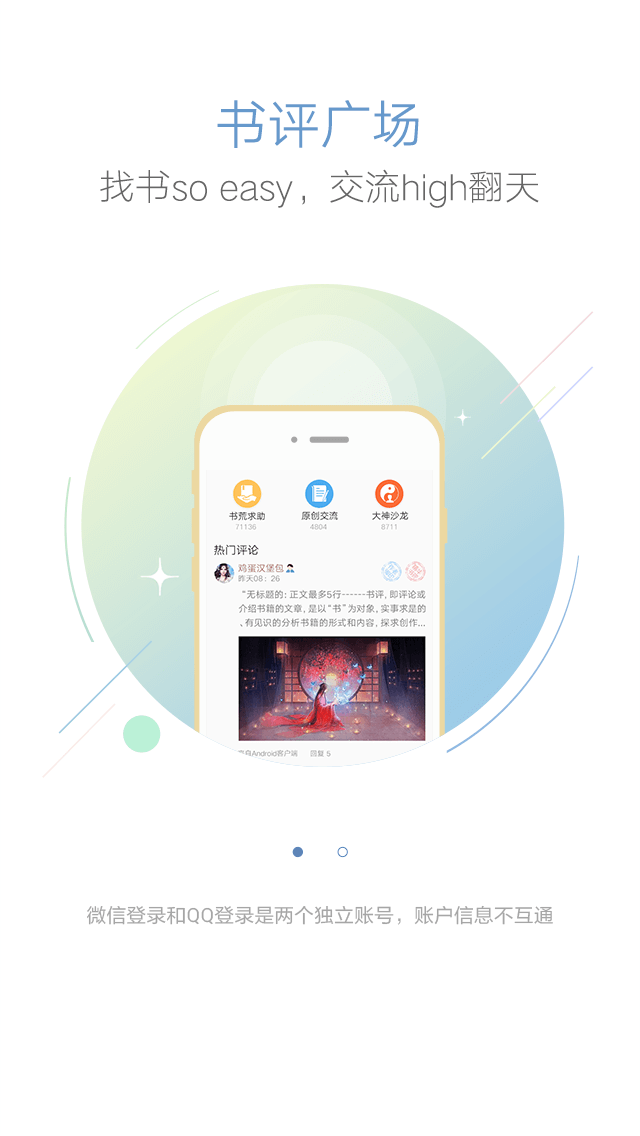 书评广场
找书so easy，交流high翻天
书荒求助 原创交流 大神沙龙
71136 4804 8711
热门评论
鸡蛋汉堡包
昨天08：26
“无标题的：正文最多5行------书评，即评论或
介绍书籍的文章，是以“书”为对象，实事求是的
、有见识的分析书籍的形式和内容，探求创作...
自Android客户端 回复 5
微信登录和QQ登录是两个独立账号，账户信息不互通